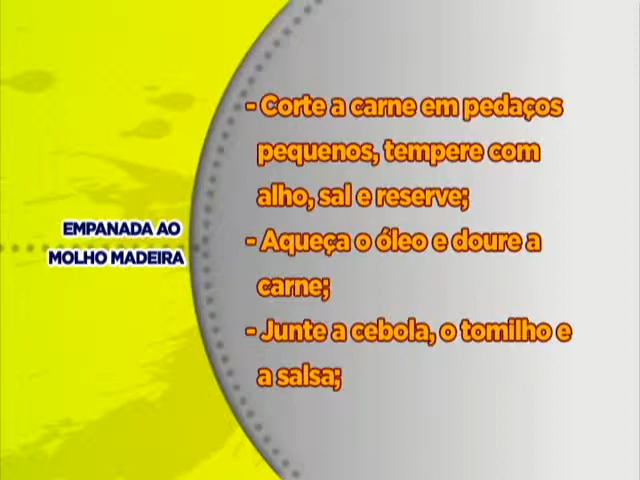 EMPANADA AO
MOLHO MADEIRA
- Corte a carne em pedaços
pequenos, tempere com
alho, sal e reserve;
- Aqueça o óleo e doure a
carne;
- Junte a cebola, o tomilho e
a salsa;